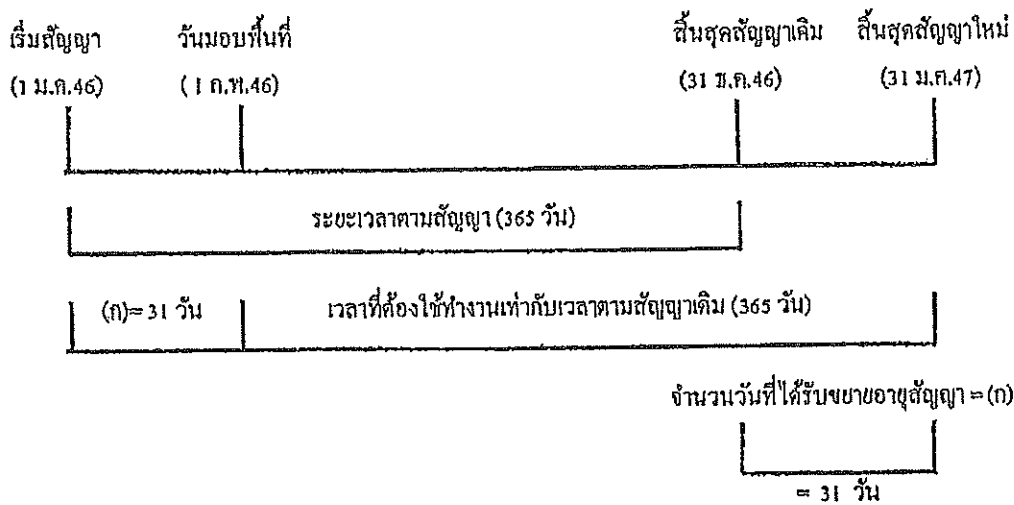 เริ่มสัญญา วันมอบพื้นที่ สิ้นสุดสัญญาเดิม สิ้นสุดสัญญาใหม่
(1 ม.ค.46) (1 ก.พ.46) (31 ธ.ค.46) (31 ม.ค.47)
ระยะเวลาตามสัญญา (365 วัน)
(ก)= 31 วัน เวลาที่ต้องใช้ทำงานเท่ากับเวลาตามสัญญาเดิม (365 วัน)
จำนวนวันที่ได้รับขยายอายุสัญญา = (ก)
= 31 วัน